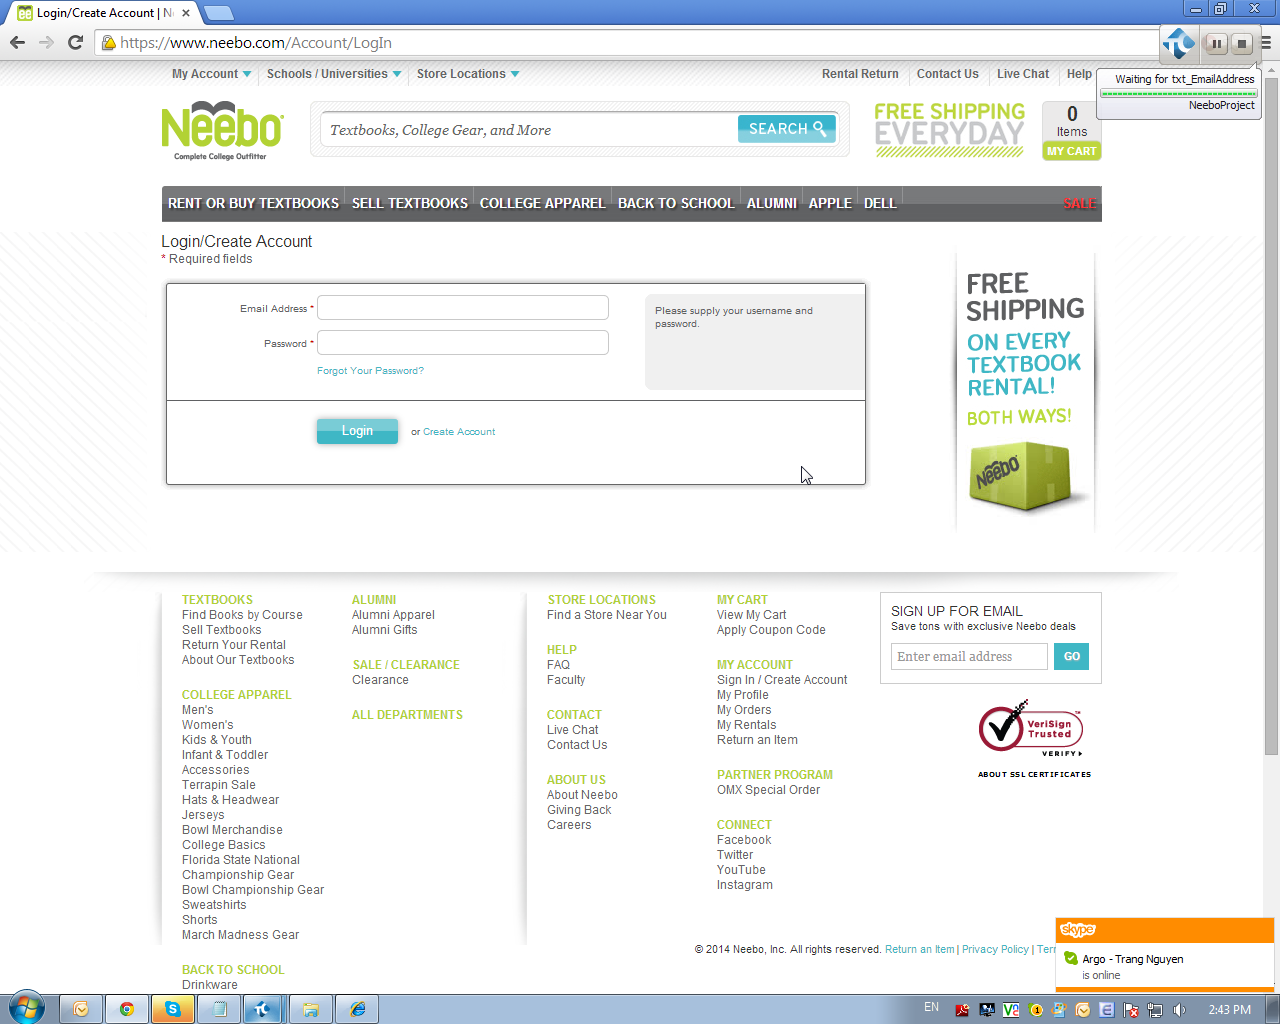 Login/Create Account | N
https://www.neebo.com/Account/LogIn
Waiting for txt_EmailAddress
NeeboProject
My Account
Schools / Universities
Store Locations
Rental Return
Contact Us
Live Chat
Help
Neebo
Complete College Outfitter
Textbooks, College Gear, and More
SEARCH
FREE SHIPPING
EVERYDAY
0
Items
MY CART
RENT OR BUY TEXTBOOKS
SELL TEXTBOOKS
COLLEGE APPAREL
BACK TO SCHOOL
ALUMNI
APPLE
DELL
SALE
Login/Create Account
* Required fields
Email Address *
Please supply your username and
password.
Password *
Forgot Your Password?
Login
or Create Account
FREE
SHIPPING
ON EVERY
TEXTBOOK
RENTAL!
BOTH WAYS!
NEEBO
TEXTBOOKS
Find Books by Course
Sell Textbooks
Return Your Rental
About Our Textbooks
COLLEGE APPAREL
Men's
Women's
Kids & Youth
Infant & Toddler
Accessories
Terrapin Sale
Hats & Headwear
Jerseys
Bowl Merchandise
College Basics
Florida State National
Championship Gear
Bowl Championship Gear
Sweatshirts
Shorts
March Madness Gear
BACK TO SCHOOL
Drinkware
ALUMNI
Alumni Apparel
Alumni Gifts
SALE / CLEARANCE
Clearance
ALL DEPARTMENTS
STORE LOCATIONS
Find a Store Near You
HELP
FAQ
Faculty
CONTACT
Live Chat
Contact Us
ABOUT US
About Neebo
Giving Back
Careers
MY CART
View My Cart
Apply Coupon Code
MY ACCOUNT
Sign In / Create Account
My Profile
My Orders
My Rentals
Return an Item
PARTNER PROGRAM
OMX Special Order
CONNECT
Facebook
Twitter
YouTube
Instagram
SIGN UP FOR EMAIL
Save tons with exclusive Neebo deals
Enter email address
GO
VeriSign
Trusted
VERIFY
ABOUT SSL CERTIFICATES
© 2014 Neebo, Inc. All rights reserved. Return an Item | Privacy Policy | Ter
skype
Argo - Trang Nguyen
is online
EN
2:43 PM